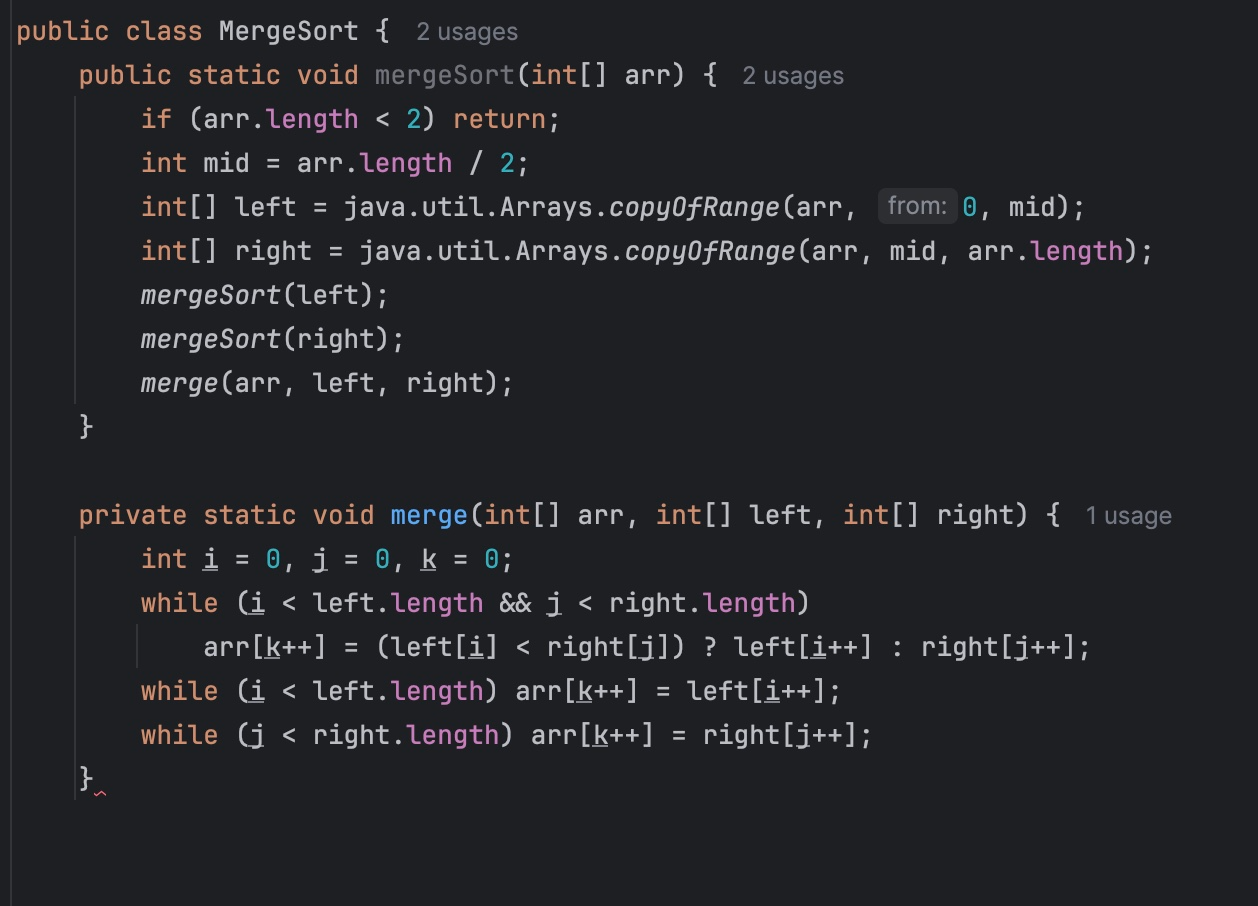 public class MergeSort {  2 usages
    public static void mergeSort(int[] arr) {  2 usages
        if (arr.length < 2) return;
        int mid = arr.length / 2;
        int[] left = java.util.Arrays.copyOfRange(arr, from: 0, mid);
        int[] right = java.util.Arrays.copyOfRange(arr, mid, arr.length);
        mergeSort(left);
        mergeSort(right);
        merge(arr, left, right);
    }

    private static void merge(int[] arr, int[] left, int[] right) {  1 usage
        int i = 0, j = 0, k = 0;
        while (i < left.length && j < right.length)
            arr[k++] = (left[i] < right[j]) ? left[i++] : right[j++];
        while (i < left.length) arr[k++] = left[i++];
        while (j < right.length) arr[k++] = right[j++];
    }